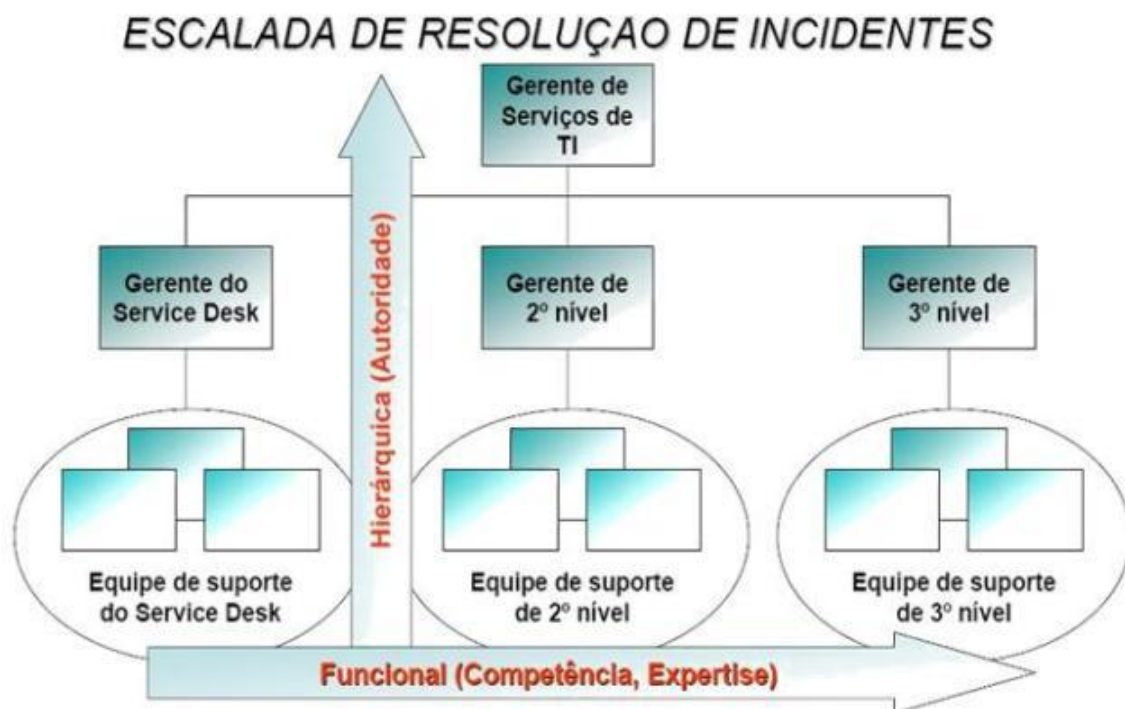 ESCALADA DE RESOLUÇAO DE INCIDENTES
Gerente de
Serviços de
TI
Gerente do
Service Desk
Gerente de
2º nível
Gerente de
3º nível
Hierárquica (Autoridade)
Equipe de suporte
do Service Desk
Equipe de suporte
de 2º nível
Equipe de suporte
de 3º nível
Funcional (Competência, Expertise)